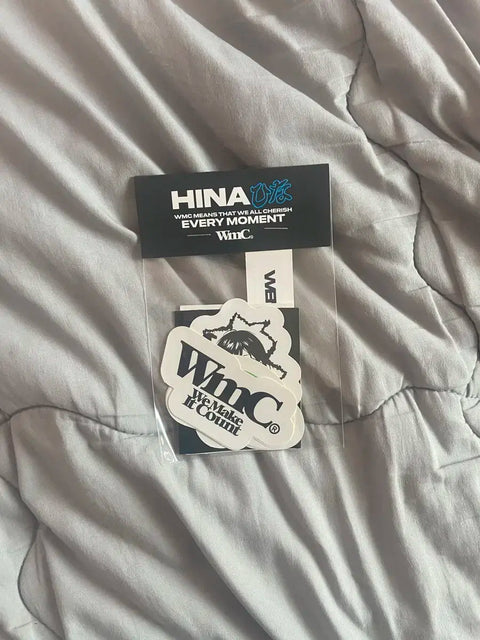 HINA ひな
WMC MEANS THAT WE ALL CHERISH
EVERY MOMENT
WmC®
WmC®
We Make
It Count